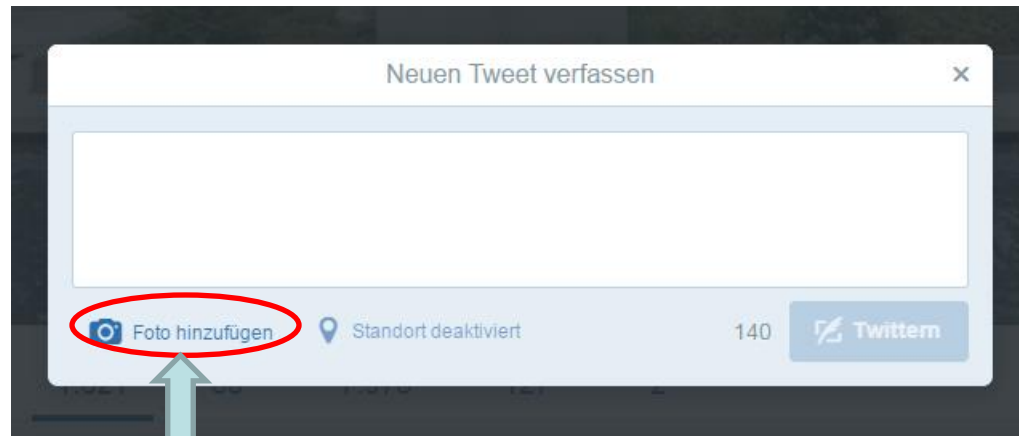 Neuen Tweet verfassen ×
Foto hinzufügen Standort deaktiviert 140 Twittern